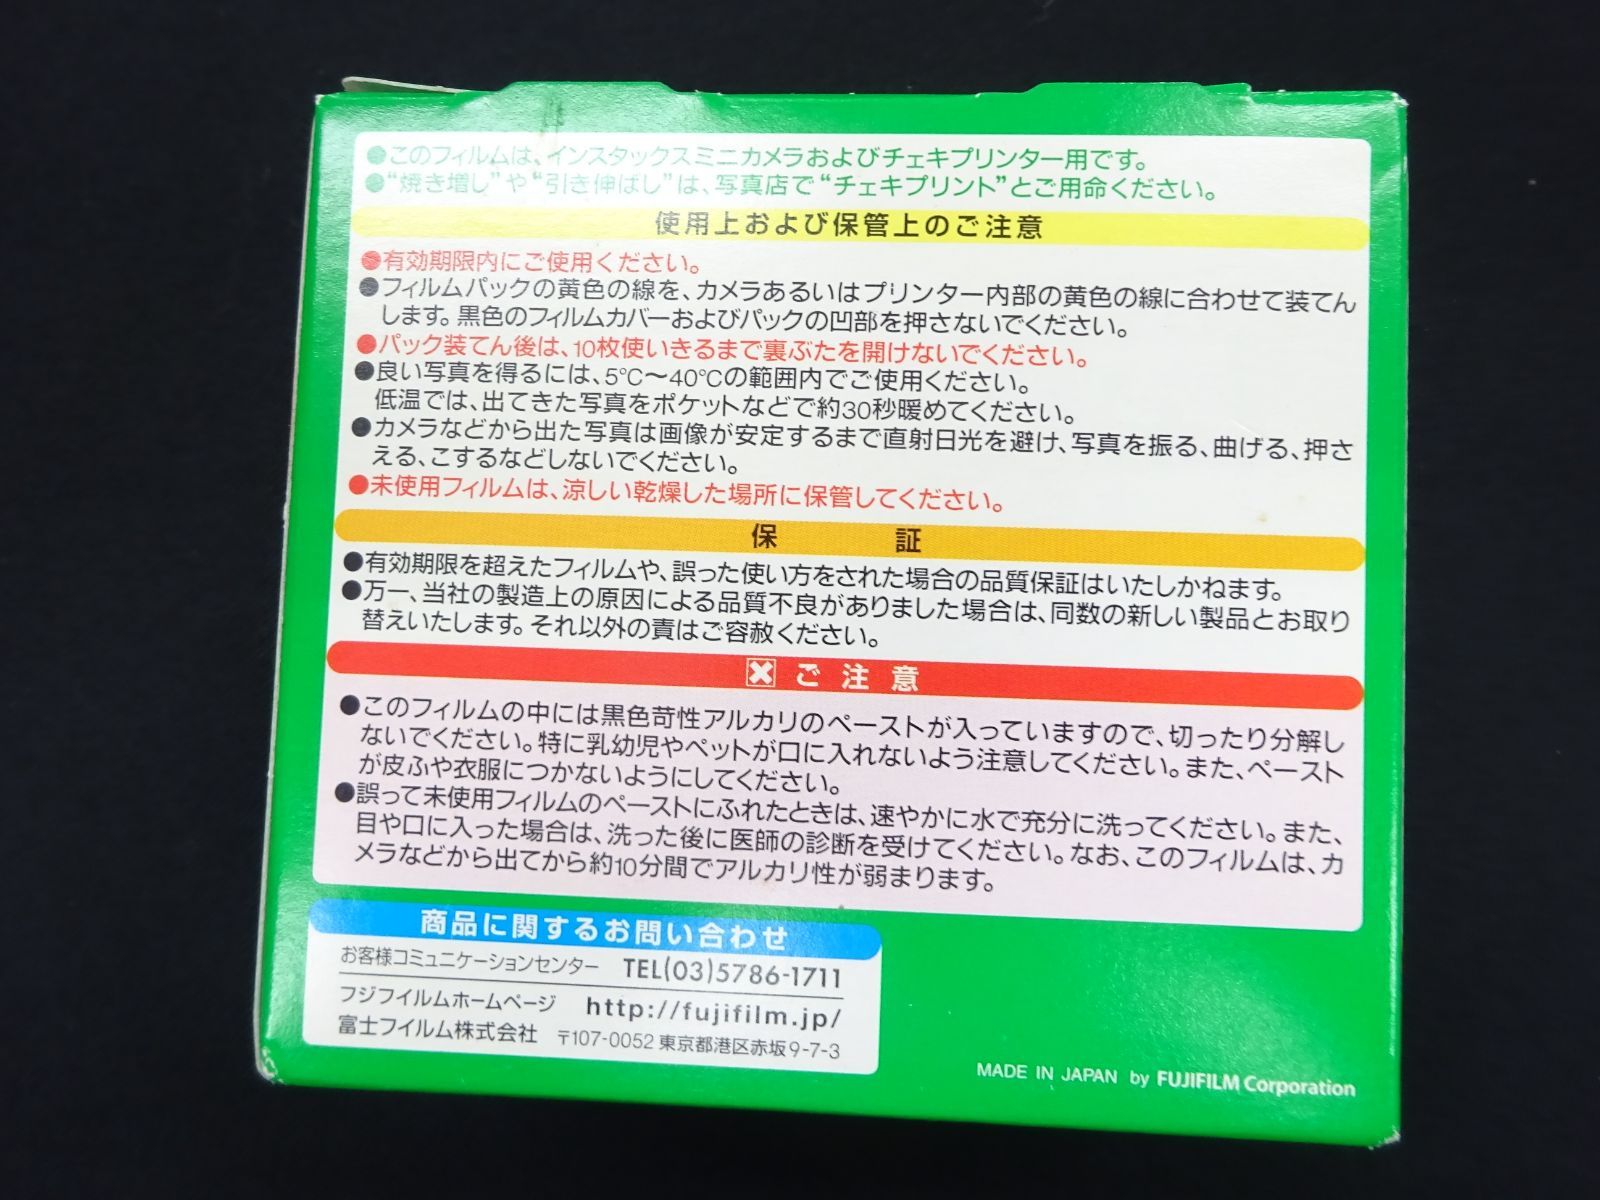 ●このフィルムは、インスタックスミニカメラおよびチェキプリンター用です。
●“焼き増し”や“引き伸ばし”は、写真店で“チェキプリント”とご用命ください。
使用上および保管上のご注意
●有効期限内にご使用ください。
●フィルムパックの黄色の線を、カメラあるいはプリンター内部の黄色の線に合わせて装てん
します。黒色のフィルムカバーおよびパックの凹部を押さないでください。
●パック装てん後は、10枚使いきるまで裏ぶたを開けないでください。
●良い写真を得るには、5℃〜40℃の範囲内でご使用ください。
低温では、出てきた写真をポケットなどで約30秒暖めてください。
●カメラなどから出た写真は画像が安定するまで直射日光を避け、写真を振る、曲げる、押さ
える、こするなどしないでください。
●未使用フィルムは、涼しい乾燥した場所に保管してください。
保証
●有効期限を超えたフィルムや、誤った使い方をされた場合の品質保証はいたしかねます。
●万一、当社の製造上の原因による品質不良がありました場合は、同数の新しい製品とお取り
替えいたします。それ以外の責はご容赦ください。
ご注意
●このフィルムの中には黒色苛性アルカリのペーストが入っていますので、切ったり分解し
ないでください。特に乳幼児やペットが口に入れないよう注意してください。また、ペースト
が皮ふや衣服につかないようにしてください。
●誤って未使用フィルムのペーストにふれたときは、速やかに水で充分に洗ってください。また、
目や口に入った場合は、洗った後に医師の診断を受けてください。なお、このフィルムは、カ
メラなどから出てから約10分間でアルカリ性が弱まります。
商品に関するお問い合わせ
お客様コミュニケーションセンター TEL(03)5786-1711
フジフイルムホームページ http://fujifilm.jp/
富士フイルム株式会社 〒107-0052 東京都港区赤坂9-7-3
MADE IN JAPAN by FUJIFILM Corporation